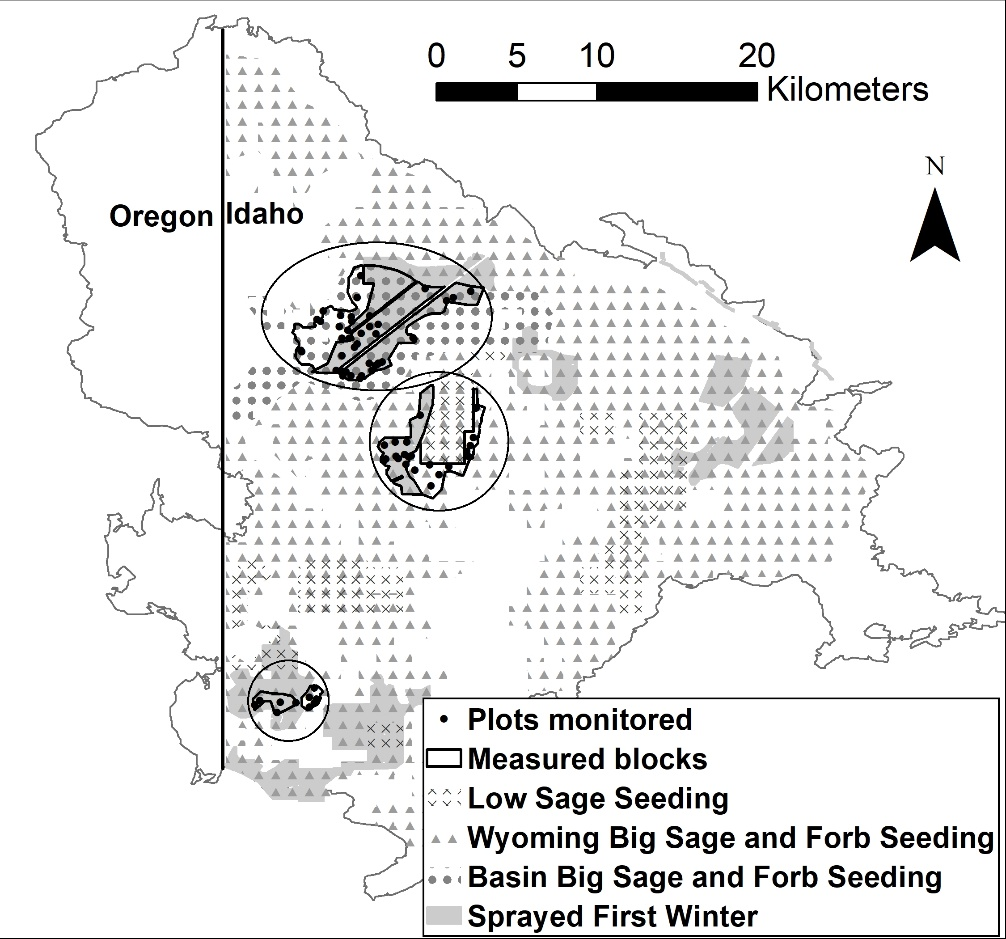 0 5 10 20
Kilometers
N
Oregon Idaho
Plots monitored
Measured blocks
Low Sage Seeding
Wyoming Big Sage and Forb Seeding
Basin Big Sage and Forb Seeding
Sprayed First Winter